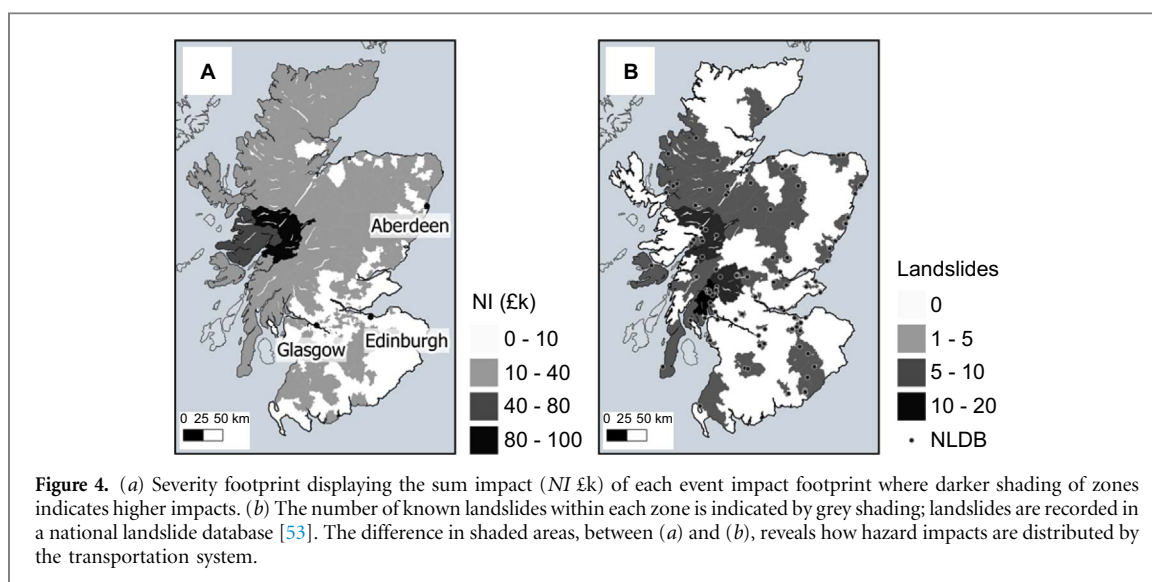 A
Aberdeen
Edinburgh
Glasgow
0 25 50 km
NI (£k)
0 - 10
10 - 40
40 - 80
80 - 100
B
0 25 50 km
Landslides
0
1 - 5
5 - 10
10 - 20
NLDB
Figure 4. (a) Severity footprint displaying the sum impact (NI £k) of each event impact footprint where darker shading of zones
indicates higher impacts. (b) The number of known landslides within each zone is indicated by grey shading; landslides are recorded in
a national landslide database [53]. The difference in shaded areas, between (a) and (b), reveals how hazard impacts are distributed by
the transportation system.